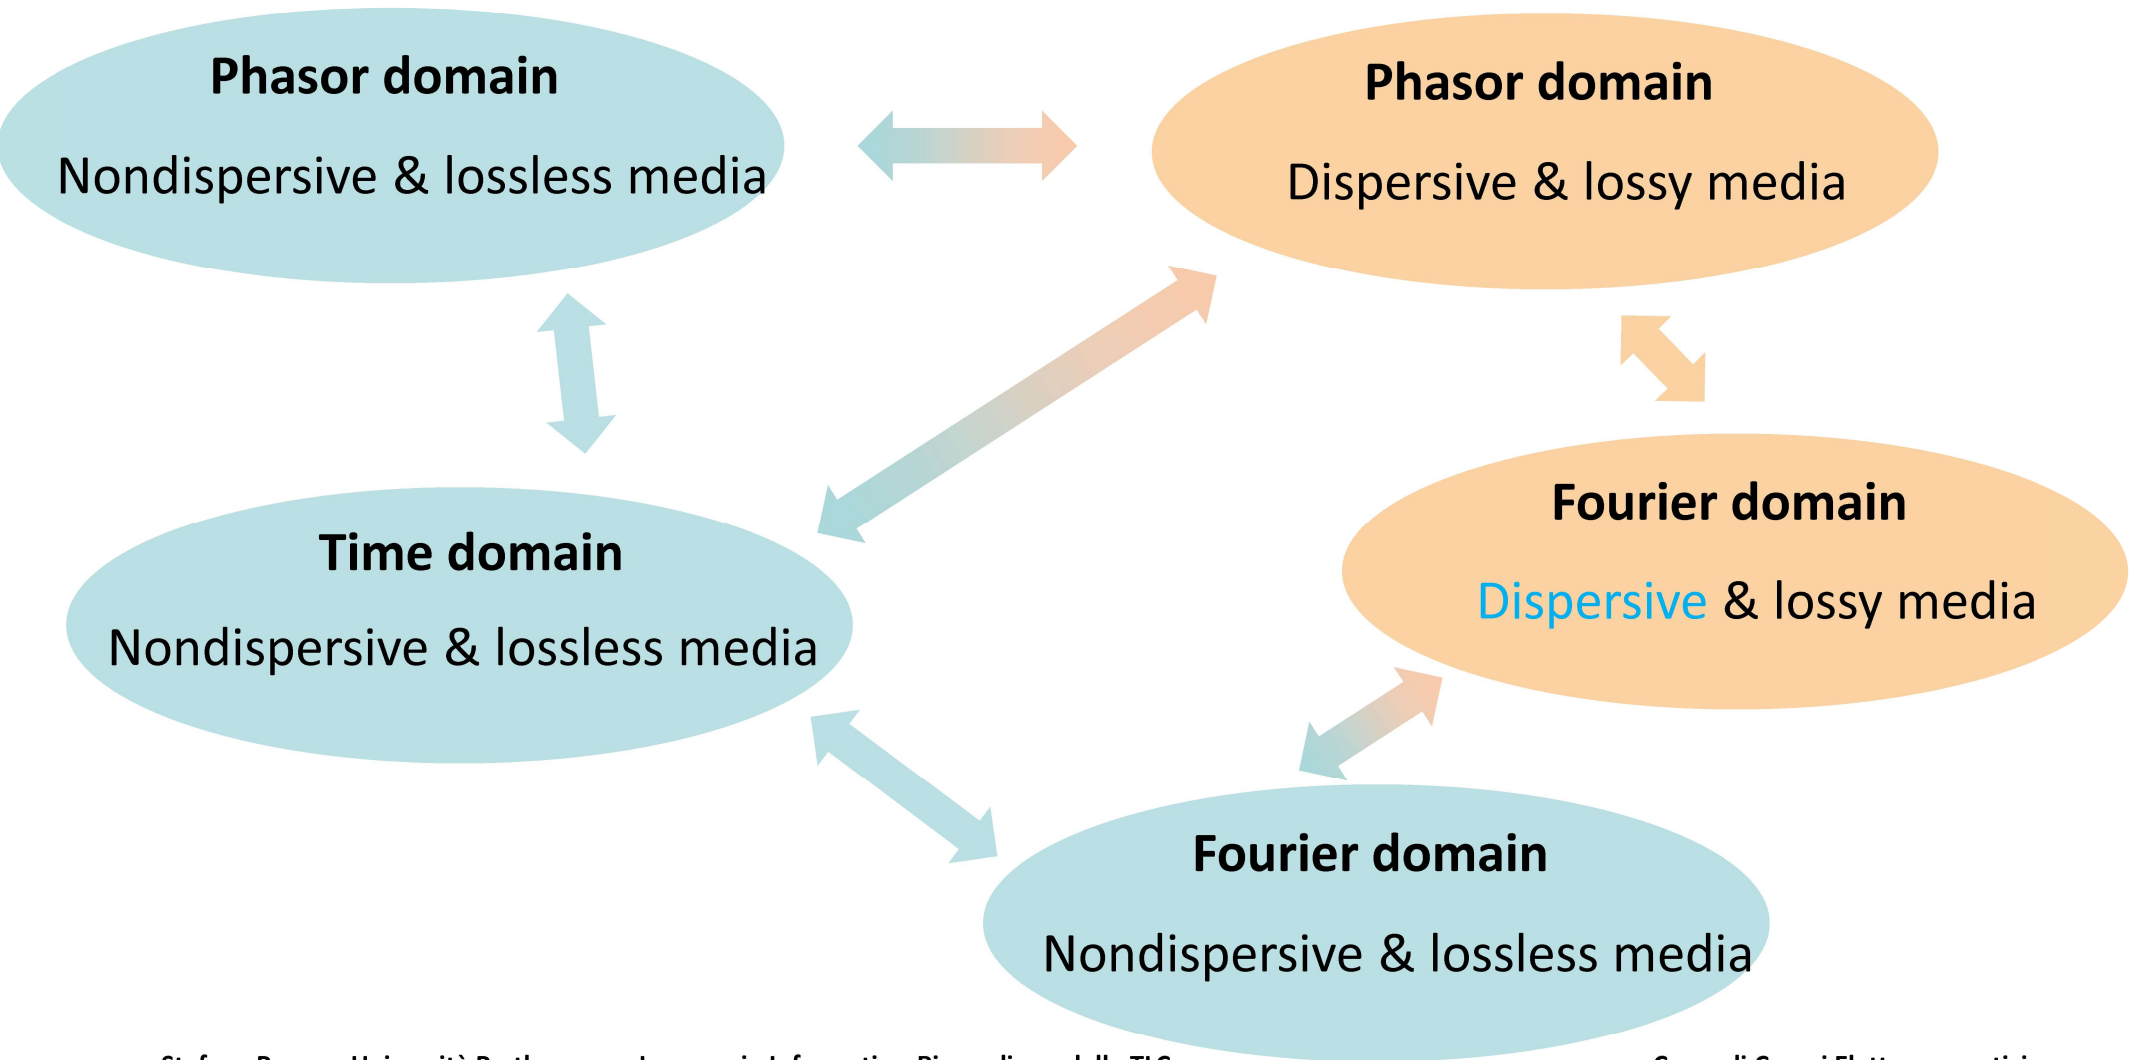 Phasor domain
Nondispersive & lossless media
Phasor domain
Dispersive & lossy media
Time domain
Nondispersive & lossless media
Fourier domain
Dispersive & lossy media
Fourier domain
Nondispersive & lossless media